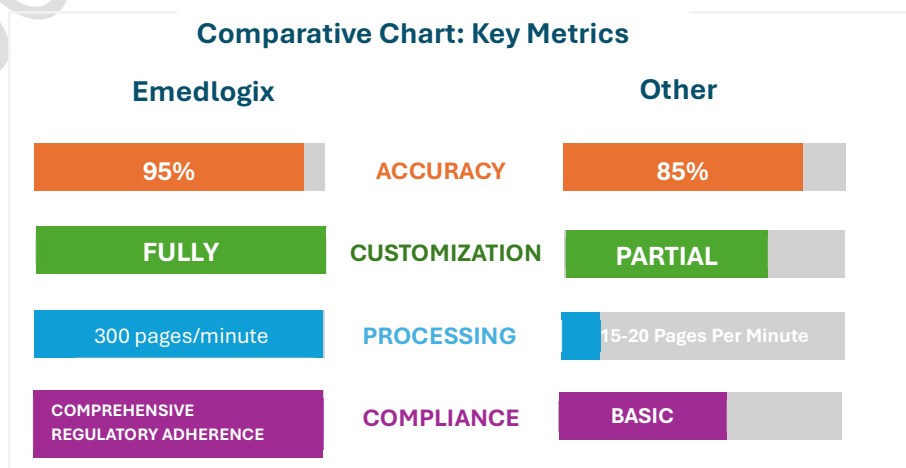 Comparative Chart: Key Metrics
Emedlogix
Other
95%
ACCURACY
85%
FULLY
CUSTOMIZATION
PARTIAL
300 pages/minute
PROCESSING
15-20 Pages Per Minute
COMPREHENSIVE
REGULATORY ADHERENCE
COMPLIANCE
BASIC